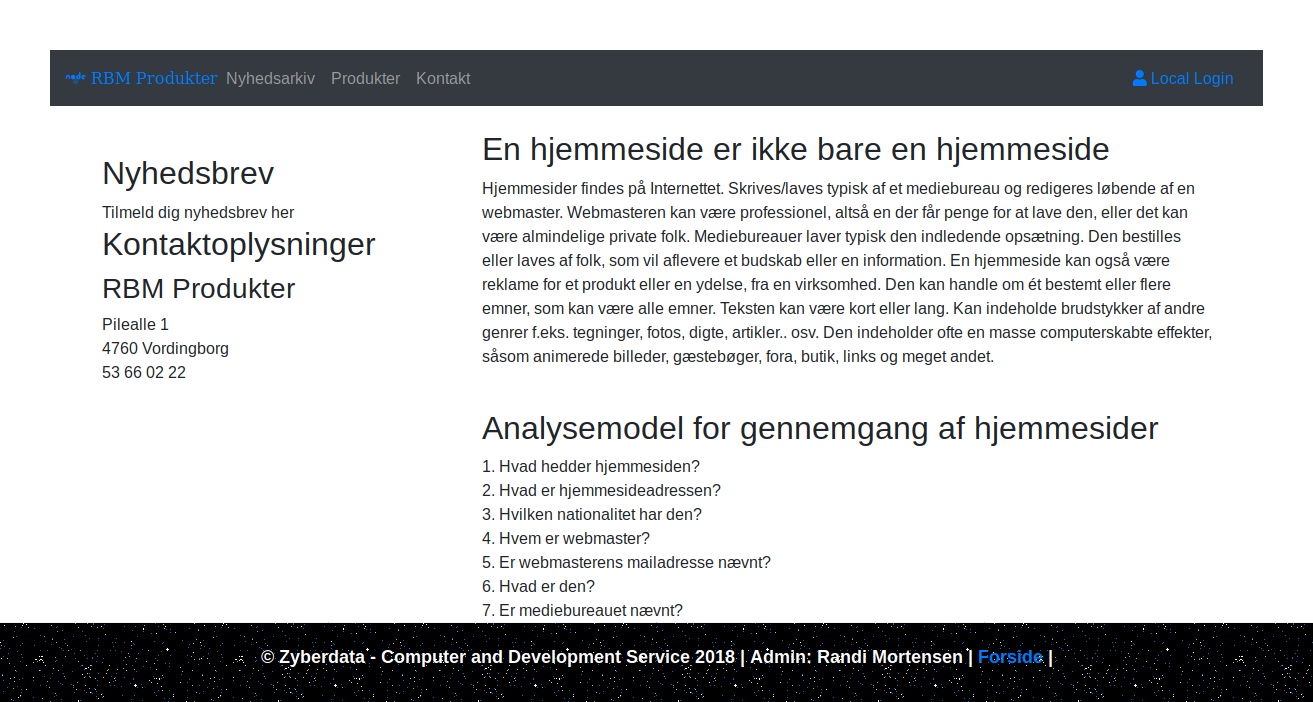 node RBM Produkter Nyhedsarkiv Produkter Kontakt Local Login
Nyhedsbrev
Tilmeld dig nyhedsbrev her
Kontaktoplysninger
RBM Produkter
Pilealle 1
4760 Vordingborg
53 66 02 22
En hjemmeside er ikke bare en hjemmeside
Hjemmesider findes på Internettet. Skrives/laves typisk af et mediebureau og redigeres løbende af en
webmaster. Webmasteren kan være professionel, altså en der får penge for at lave den, eller det kan
være almindelige private folk. Mediebureauer laver typisk den indledende opsætning. Den bestilles
eller laves af folk, som vil aflevere et budskab eller en information. En hjemmeside kan også være
reklame for et produkt eller en ydelse, fra en virksomhed. Den kan handle om ét bestemt eller flere
emner, som kan være alle emner. Teksten kan være kort eller lang. Kan indeholde brudstykker af andre
genrer f.eks. tegninger, fotos, digte, artikler.. osv. Den indeholder ofte en masse computerskabte effekter,
såsom animerede billeder, gæstebøger, fora, butik, links og meget andet.
Analysemodel for gennemgang af hjemmesider
1. Hvad hedder hjemmesiden?
2. Hvad er hjemmesideadressen?
3. Hvilken nationalitet har den?
4. Hvem er webmaster?
5. Er webmasterens mailadresse nævnt?
6. Hvad er den?
7. Er mediebureauet nævnt?
© Zyberdata - Computer and Development Service 2018 | Admin: Randi Mortensen | Forside |